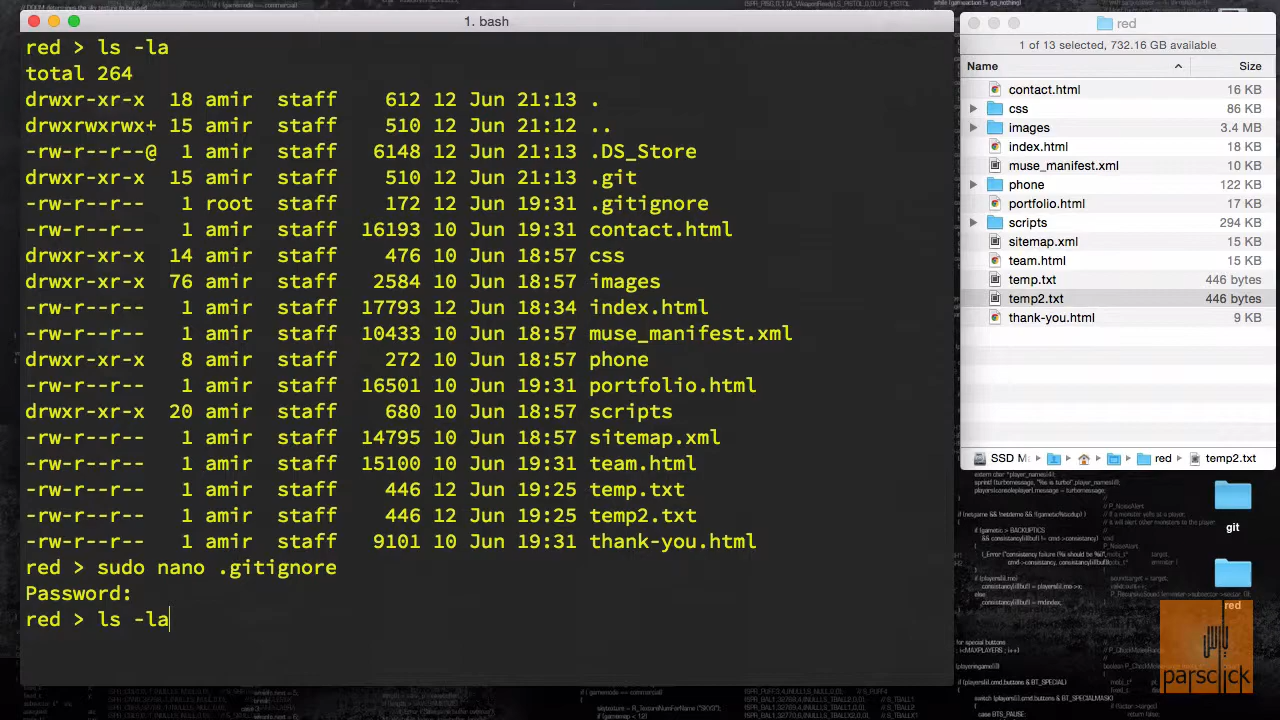 1. bash
red > ls -la
total 264
drwxr-xr-x 18 amir staff 612 12 Jun 21:13 .
drwxrwxrwx+ 15 amir staff 510 12 Jun 21:12 ..
-rw-r--r--@ 1 amir staff 6148 12 Jun 21:13 .DS_Store
drwxr-xr-x 15 amir staff 510 12 Jun 21:13 .git
-rw-r--r-- 1 root staff 172 12 Jun 19:31 .gitignore
-rw-r--r-- 1 amir staff 16193 10 Jun 19:31 contact.html
drwxr-xr-x 14 amir staff 476 10 Jun 18:57 css
drwxr-xr-x 76 amir staff 2584 10 Jun 18:57 images
-rw-r--r-- 1 amir staff 17793 12 Jun 18:34 index.html
-rw-r--r-- 1 amir staff 10433 10 Jun 18:57 muse_manifest.xml
drwxr-xr-x 8 amir staff 272 10 Jun 18:57 phone
-rw-r--r-- 1 amir staff 16501 10 Jun 19:31 portfolio.html
drwxr-xr-x 20 amir staff 680 10 Jun 18:57 scripts
-rw-r--r-- 1 amir staff 14795 10 Jun 18:57 sitemap.xml
-rw-r--r-- 1 amir staff 15100 10 Jun 19:31 team.html
-rw-r--r-- 1 amir staff 446 12 Jun 19:25 temp.txt
-rw-r--r-- 1 amir staff 446 12 Jun 19:25 temp2.txt
-rw-r--r-- 1 amir staff 9101 10 Jun 19:31 thank-you.html
red > sudo nano .gitignore
Password:
red > ls -la
red
1 of 13 selected, 732.16 GB available
Name Size
contact.html 16 KB
css 86 KB
images 3.4 MB
index.html 18 KB
muse_manifest.xml 10 KB
phone 122 KB
portfolio.html 17 KB
scripts 294 KB
sitemap.xml 15 KB
team.html 15 KB
temp.txt 446 bytes
temp2.txt 446 bytes
thank-you.html 9 KB
SSD red temp2.txt
git
red
parsclick